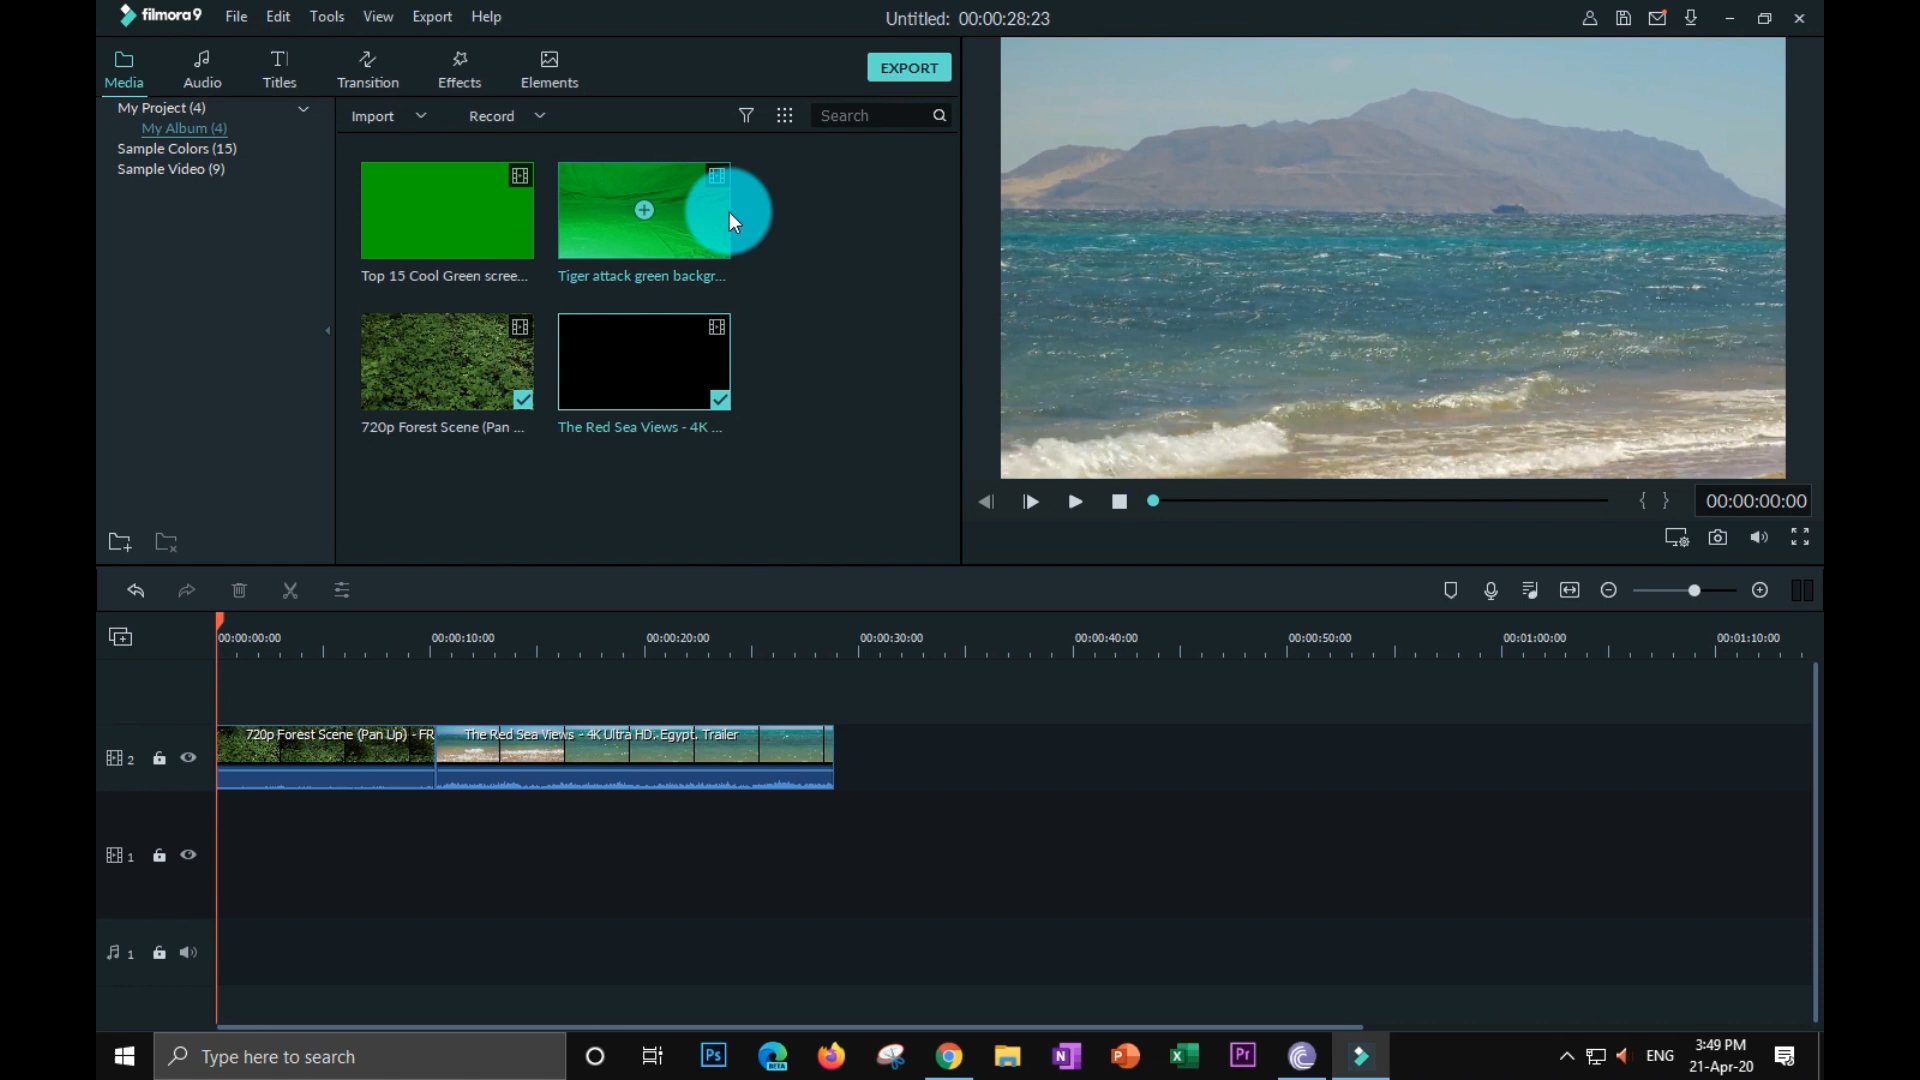 filmora9 File Edit Tools View Export Help Untitled: 00:00:28:23
Media Audio Titles Transition Effects Elements EXPORT
My Project (4)
My Album (4)
Sample Colors (15)
Sample Video (9)
Import Record Search
Top 15 Cool Green scree...
Tiger attack green backgr...
720p Forest Scene (Pan ...
The Red Sea Views - 4K ...
{ } 00:00:00:00
00:00:00:00 00:00:10:00 00:00:20:00 00:00:30:00 00:00:40:00 00:00:50:00 00:01:00:00 00:01:10:00
720p Forest Scene (Pan Up) - FR The Red Sea Views - 4K Ultra HD. Egypt. Trailer
2
1
1
Type here to search
Ps
BETA
N
P
X
Pr
ENG
3:49 PM
21-Apr-20